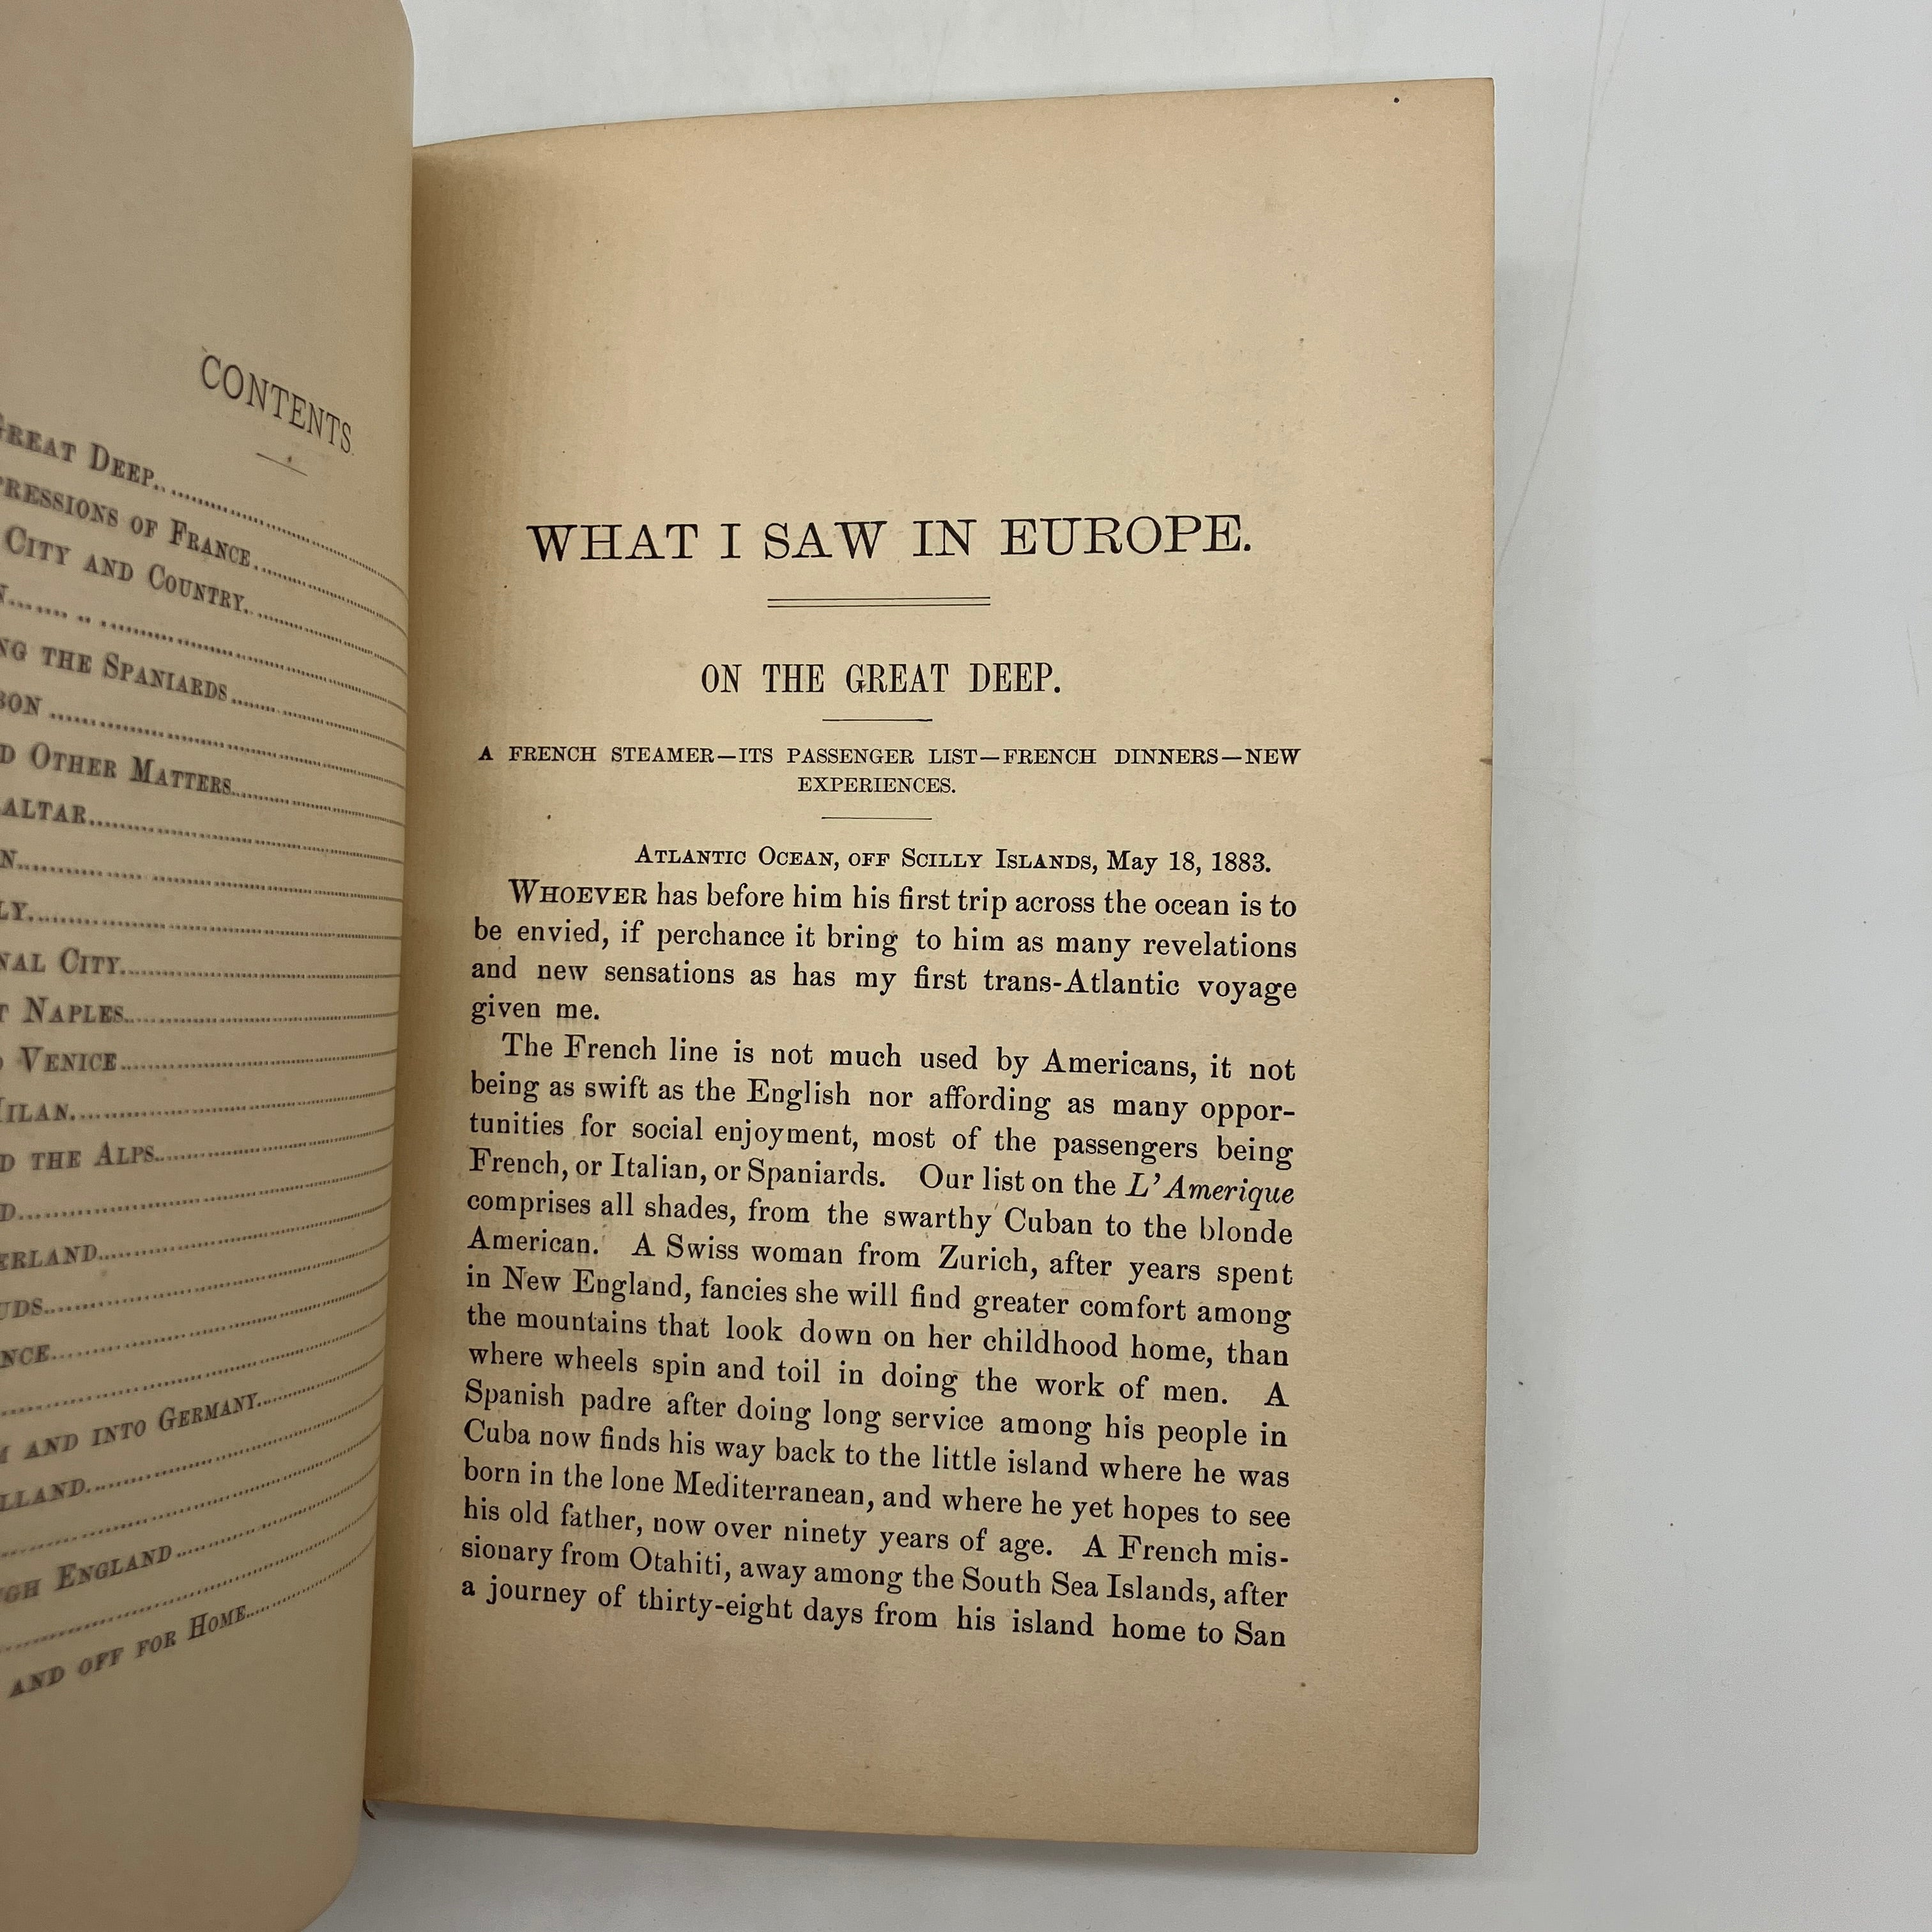 CONTENTS
GREAT DEEP
OF FRANCE
CITY AND COUNTRY
THE SPANIARDS
OTHER MATTERS
CITY
NAPLES
VENICE
THE ALPS
AND INTO GERMANY
ENGLAND
AND OFF FOR HOME
WHAT I SAW IN EUROPE.
ON THE GREAT DEEP.
A FRENCH STEAMER—ITS PASSENGER LIST—FRENCH DINNERS—NEW
EXPERIENCES.
ATLANTIC OCEAN, OFF SCILLY ISLANDS, May 18, 1883.
WHOEVER has before him his first trip across the ocean is to
be envied, if perchance it bring to him as many revelations
and new sensations as has my first trans-Atlantic voyage
given me.
The French line is not much used by Americans, it not
being as swift as the English nor affording as many oppor-
tunities for social enjoyment, most of the passengers being
French, or Italian, or Spaniards. Our list on the L'Amerique
comprises all shades, from the swarthy Cuban to the blonde
American. A Swiss woman from Zurich, after years spent
in New England, fancies she will find greater comfort among
the mountains that look down on her childhood home, than
where wheels spin and toil in doing the work of men. A
Spanish padre after doing long service among his people in
Cuba now finds his way back to the little island where he was
born in the lone Mediterranean, and where he yet hopes to see
his old father, now over ninety years of age. A French mis-
sionary from Otahiti, away among the South Sea Islands, after
a journey of thirty-eight days from his island home to San